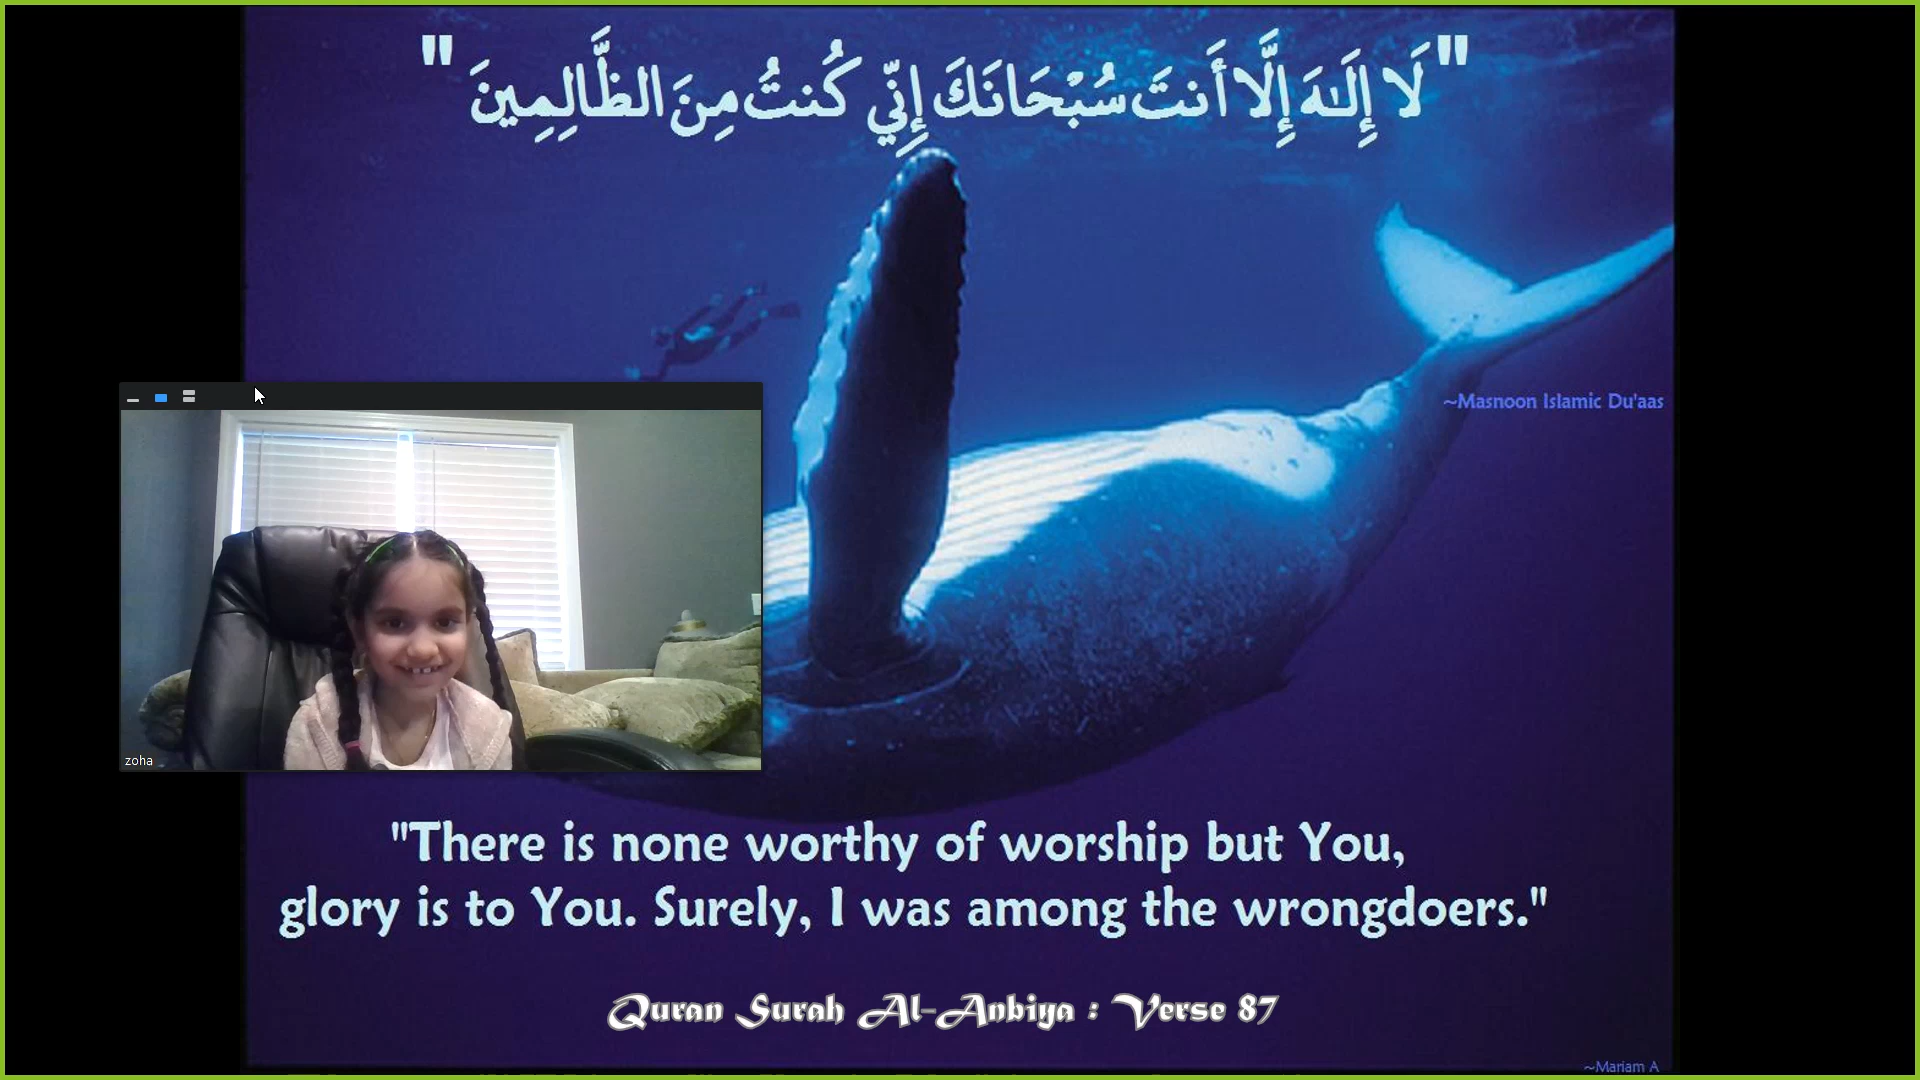 "لَا إِلَـٰهَ إِلَّا أَنتَ سُبْحَانَكَ إِنِّي كُنتُ مِنَ الظَّالِمِينَ"
~Masnoon Islamic Du'aas
zoha
"There is none worthy of worship but You,
glory is to You. Surely, I was among the wrongdoers."
Quran Surah Al-Anbiya : Verse 87
~Mariam A